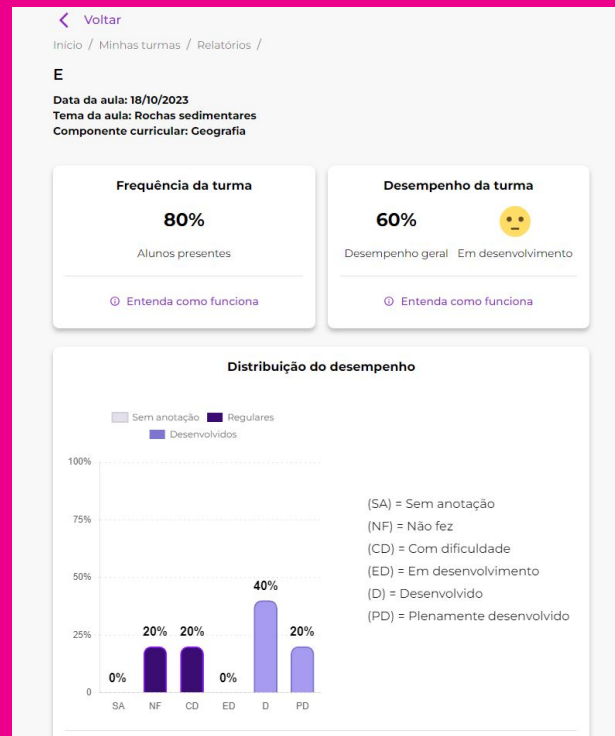 Voltar
Início / Minhas turmas / Relatórios /
E
Data da aula: 18/10/2023
Tema da aula: Rochas sedimentares
Componente curricular: Geografia
Frequência da turma
80%
Alunos presentes
Entenda como funciona
Desempenho da turma
60%
Desempenho geral Em desenvolvimento
Entenda como funciona
Distribuição do desempenho
Sem anotação Regulares
Desenvolvidos
100%
75%
50%
25%
0
0% 20% 20% 0% 40% 20%
SA NF CD ED D PD
(SA) = Sem anotação
(NF) = Não fez
(CD) = Com dificuldade
(ED) = Em desenvolvimento
(D) = Desenvolvido
(PD) = Plenamente desenvolvido